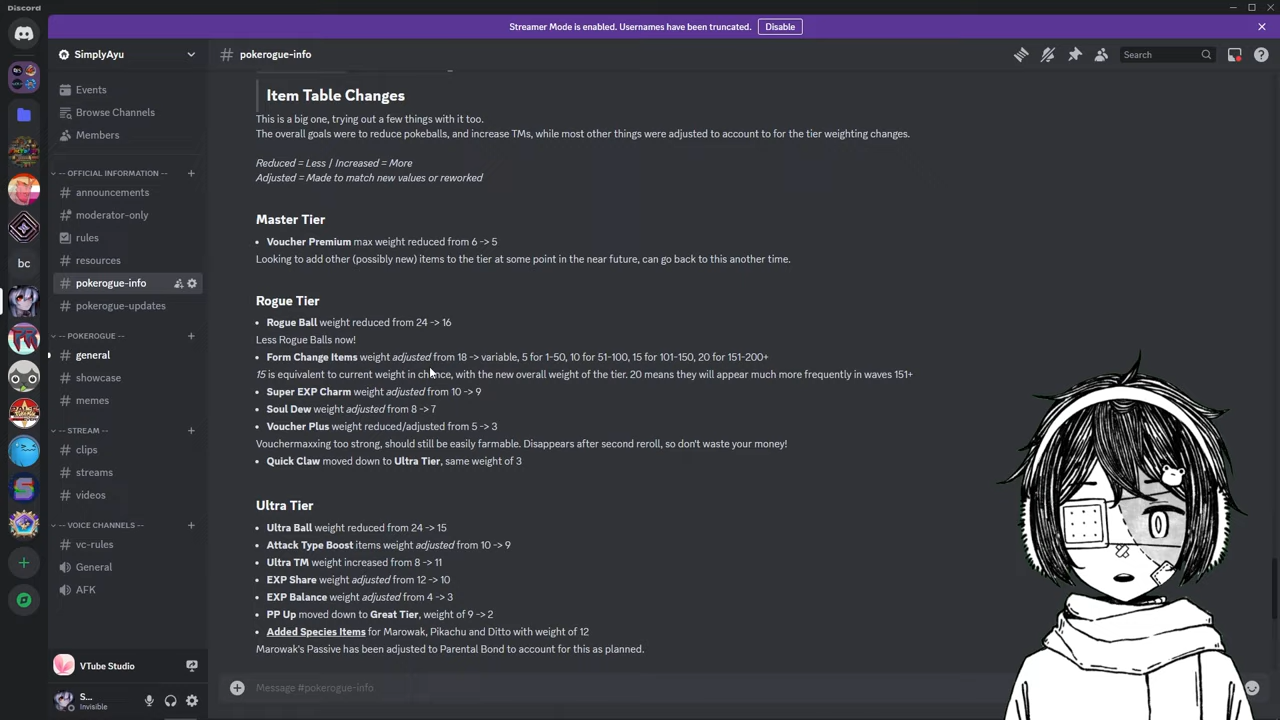 Discord
Streamer Mode is enabled. Usernames have been truncated.
Disable
SimplyAyu
pokerogue-info
Search
Events
Browse Channels
Members
-- OFFICIAL INFORMATION --
announcements
moderator-only
rules
resources
pokerogue-info
pokerogue-updates
-- POKEROGUE --
general
showcase
memes
-- STREAM --
clips
streams
videos
-- VOICE CHANNELS --
vc-rules
General
AFK
bc
VTube Studio
S...
Invisible
Item Table Changes
This is a big one, trying out a few things with it too.
The overall goals were to reduce pokeballs, and increase TMs, while most other things were adjusted to account to for the tier weighting changes.
Reduced = Less / Increased = More
Adjusted = Made to match new values or reworked
Master Tier
• Voucher Premium max weight reduced from 6 -> 5
Looking to add other (possibly new) items to the tier at some point in the near future, can go back to this another time.
Rogue Tier
• Rogue Ball weight reduced from 24 -> 16
Less Rogue Balls now!
• Form Change Items weight adjusted from 18 -> variable, 5 for 1-50, 10 for 51-100, 15 for 101-150, 20 for 151-200+
15 is equivalent to current weight in chance, with the new overall weight of the tier. 20 means they will appear much more frequently in waves 151+
• Super EXP Charm weight adjusted from 10 -> 9
• Soul Dew weight adjusted from 8 -> 7
• Voucher Plus weight reduced/adjusted from 5 -> 3
Vouchermaxxing too strong, should still be easily farmable. Disappears after second reroll, so don't waste your money!
• Quick Claw moved down to Ultra Tier, same weight of 3
Ultra Tier
• Ultra Ball weight reduced from 24 -> 15
• Attack Type Boost items weight adjusted from 10 -> 9
• Ultra TM weight increased from 8 -> 11
• EXP Share weight adjusted from 12 -> 10
• EXP Balance weight adjusted from 4 -> 3
• PP Up moved down to Great Tier, weight of 9 -> 2
• Added Species Items for Marowak, Pikachu and Ditto with weight of 12
Marowak's Passive has been adjusted to Parental Bond to account for this as planned.
Message #pokerogue-info